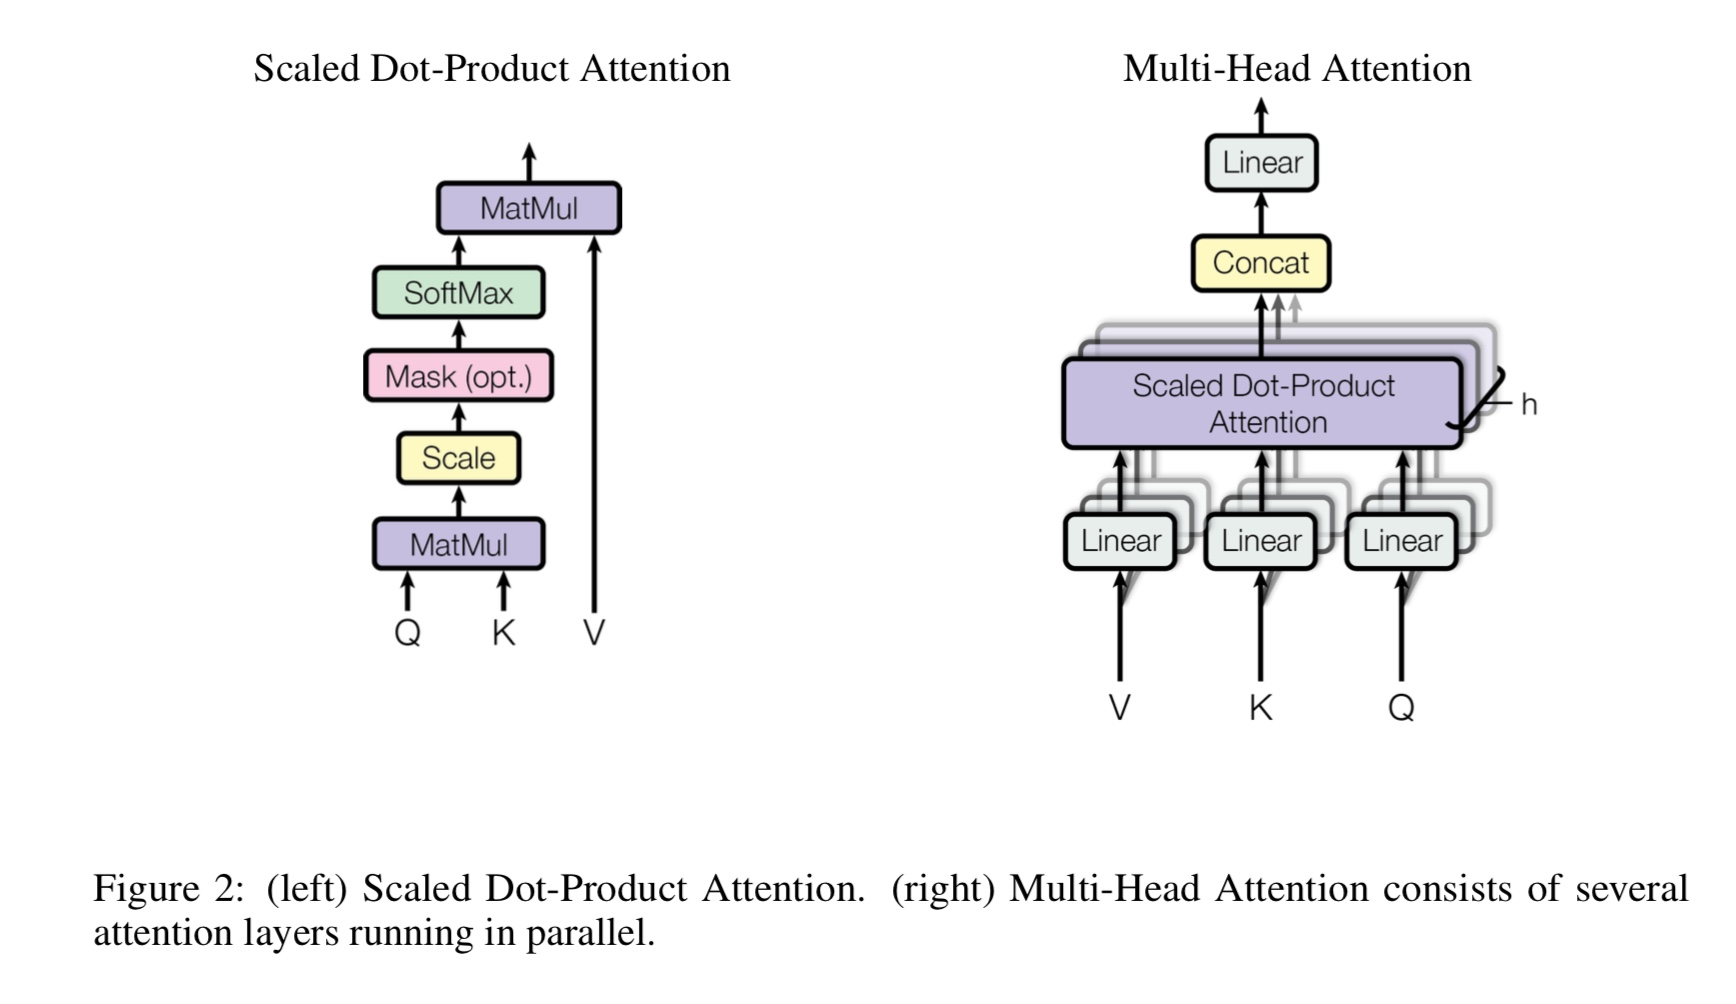 Scaled Dot-Product Attention
MatMul
SoftMax
Mask (opt.)
Scale
MatMul
Q K V
Multi-Head Attention
Linear
Concat
Scaled Dot-Product
Attention
h
Linear Linear Linear
V K Q
Figure 2: (left) Scaled Dot-Product Attention. (right) Multi-Head Attention consists of several
attention layers running in parallel.